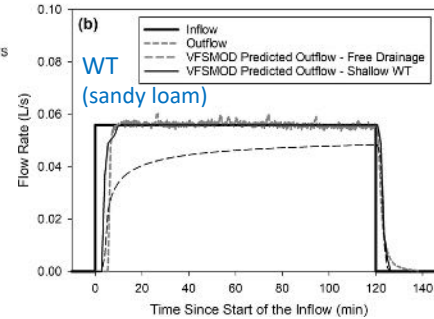 rs
(b)
Inflow
Outflow
VFSMOD Predicted Outflow - Free Drainage
VFSMOD Predicted Outflow - Shallow WT
WT
(sandy loam)
Flow Rate (L/s)
0.10
0.08
0.06
0.04
0.02
0.00
0 20 40 60 80 100 120 140
Time Since Start of the Inflow (min)